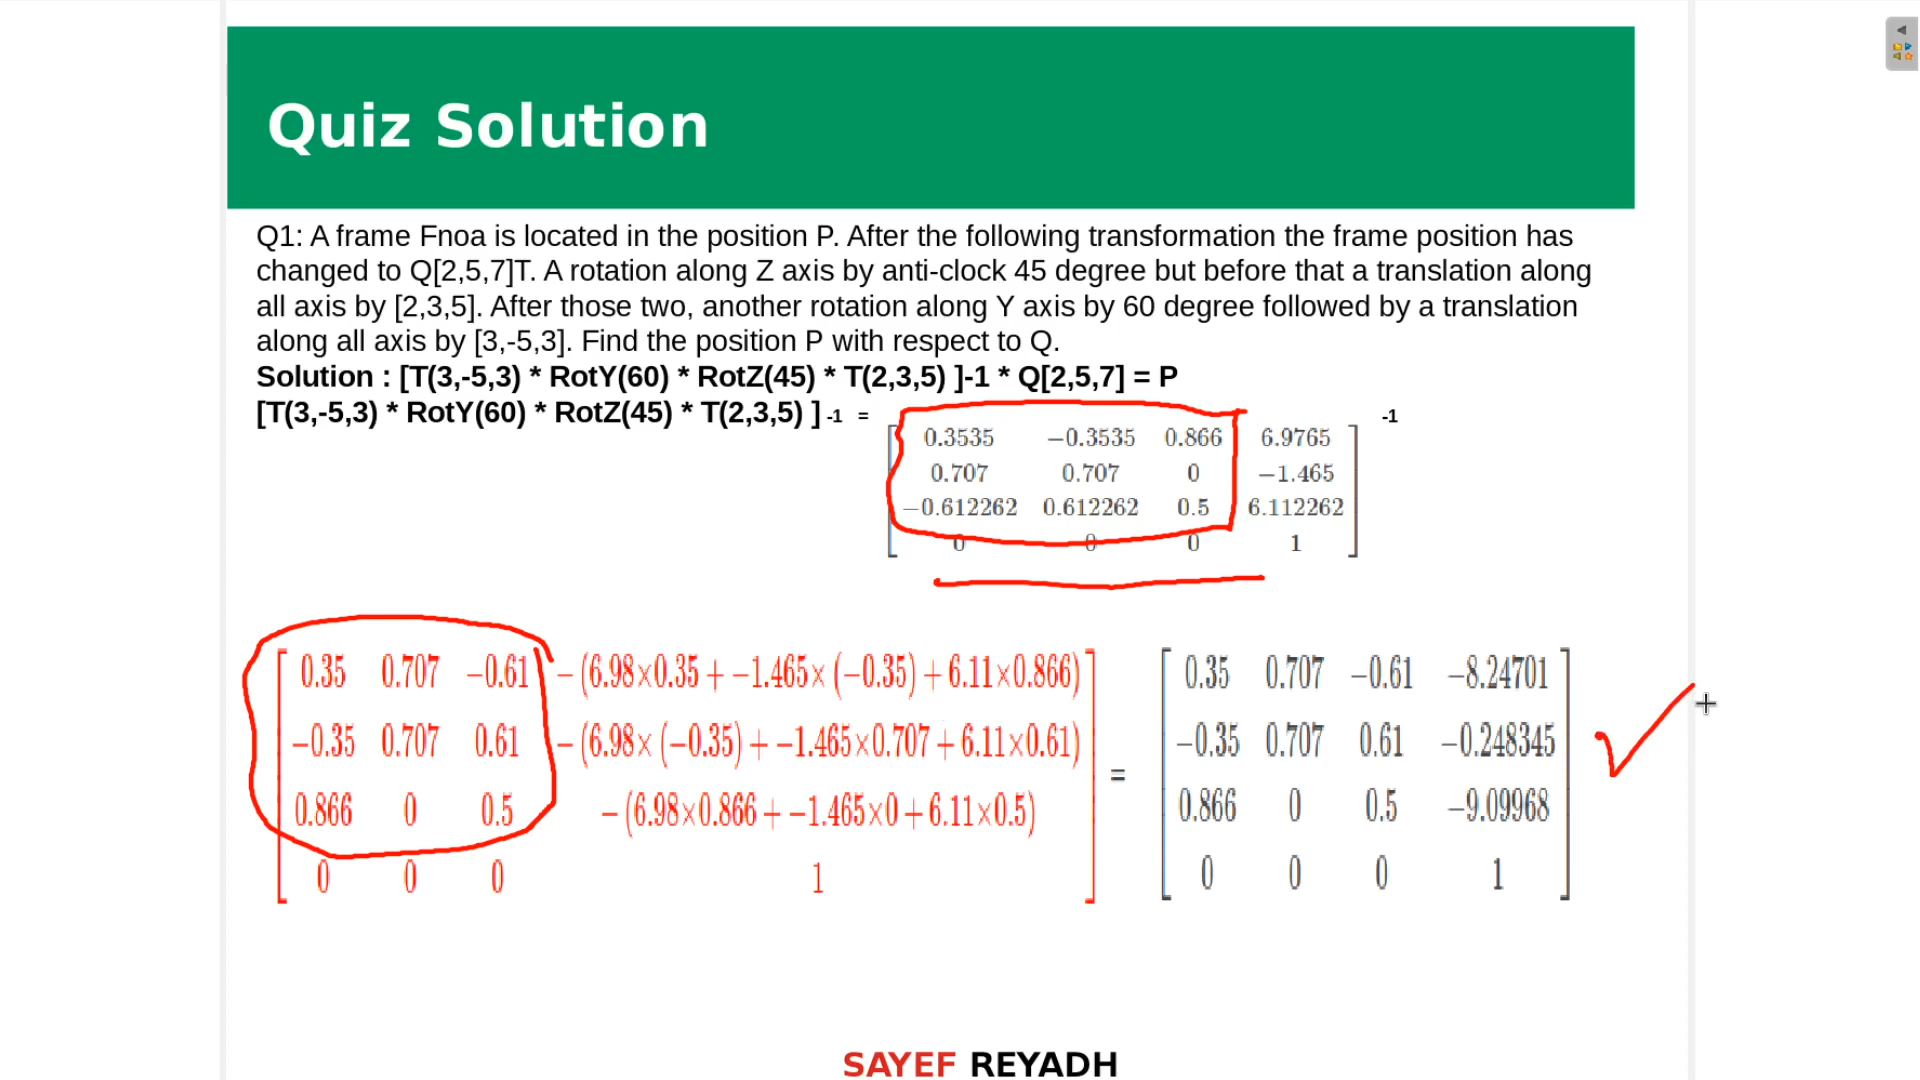 Quiz Solution
Q1: A frame Fnoa is located in the position P. After the following transformation the frame position has
changed to Q[2,5,7]T. A rotation along Z axis by anti-clock 45 degree but before that a translation along
all axis by [2,3,5]. After those two, another rotation along Y axis by 60 degree followed by a translation
along all axis by [3,-5,3]. Find the position P with respect to Q.
Solution : [T(3,-5,3) * RotY(60) * RotZ(45) * T(2,3,5) ]-1 * Q[2,5,7] = P
[T(3,-5,3) * RotY(60) * RotZ(45) * T(2,3,5) ] -1 = -1
0.3535 −0.3535 0.866 6.9765
0.707 0.707 0 −1.465
−0.612262 0.612262 0.5 6.112262
0 0 0 1
0.35 0.707 −0.61 −(6.98×0.35+−1.465×(−0.35)+6.11×0.866) 0.35 0.707 −0.61 −8.24701
−0.35 0.707 0.61 −(6.98×(−0.35)+−1.465×0.707+6.11×0.61) −0.35 0.707 0.61 −0.248345
=
0.866 0 0.5 −(6.98×0.866+−1.465×0+6.11×0.5) 0.866 0 0.5 −9.09968
0 0 0 1 0 0 0 1
SAYEF REYADH